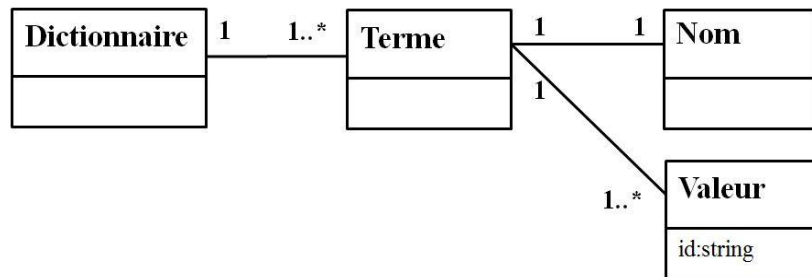 Dictionnaire
1
1..*
Terme
1
1
Nom
1
1..*
Valeur
id:string